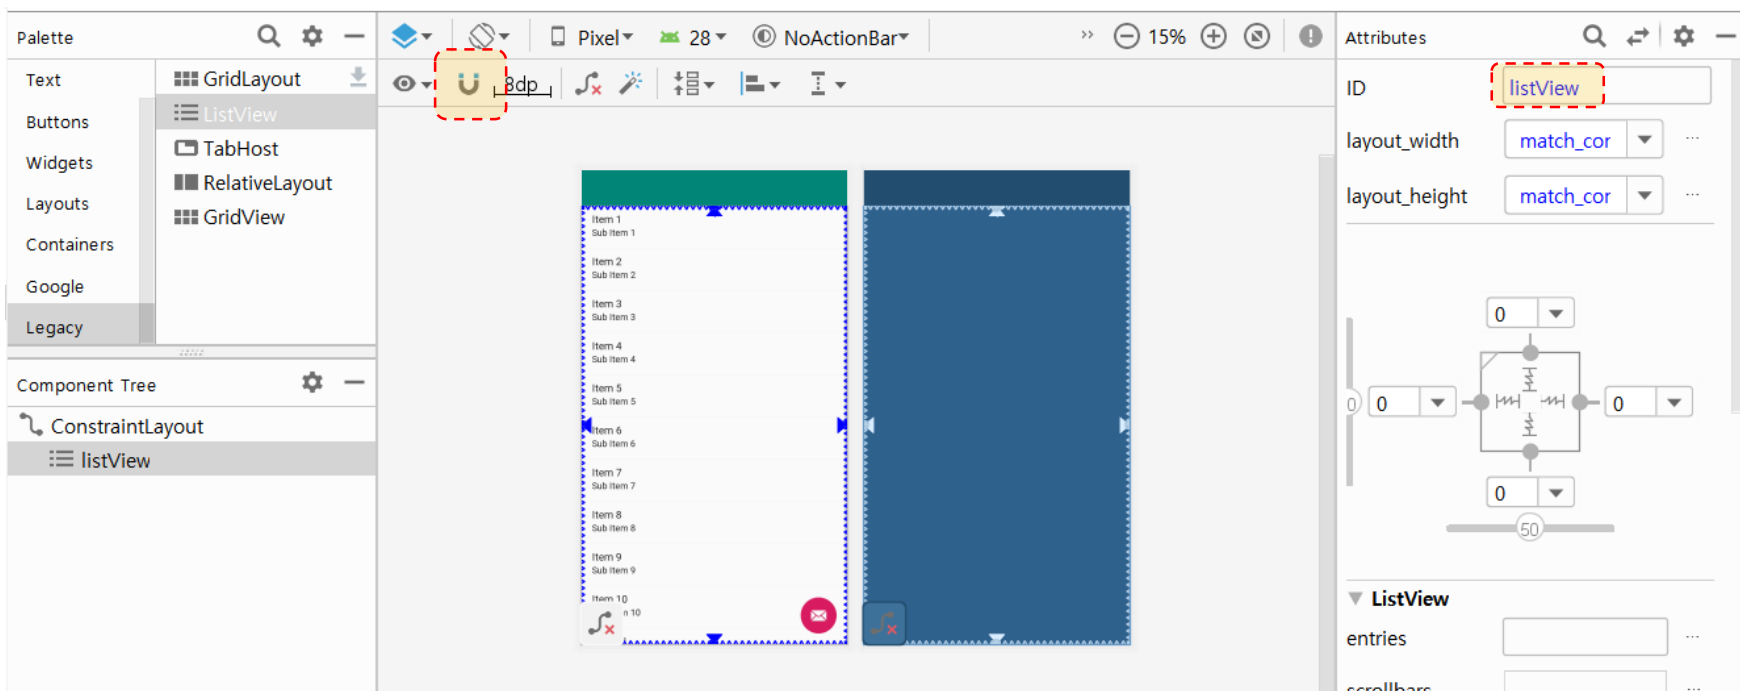 Palette
Pixel
28
NoActionBar
»
15%
Attributes
Text
GridLayout
8dp
ID
listView
Buttons
ListView
Widgets
TabHost
layout_width
match_cor
...
Layouts
RelativeLayout
layout_height
match_cor
...
Containers
GridView
Google
Legacy
Component Tree
ConstraintLayout
listView
Item 1
Sub Item 1
Item 2
Sub Item 2
Item 3
Sub Item 3
Item 4
Sub Item 4
Item 5
Sub Item 5
Item 6
Sub Item 6
Item 7
Sub Item 7
Item 8
Sub Item 8
Item 9
Sub Item 9
Item 10
n 10
0
0
0
0
0
50
ListView
entries
...
scrollbars
...